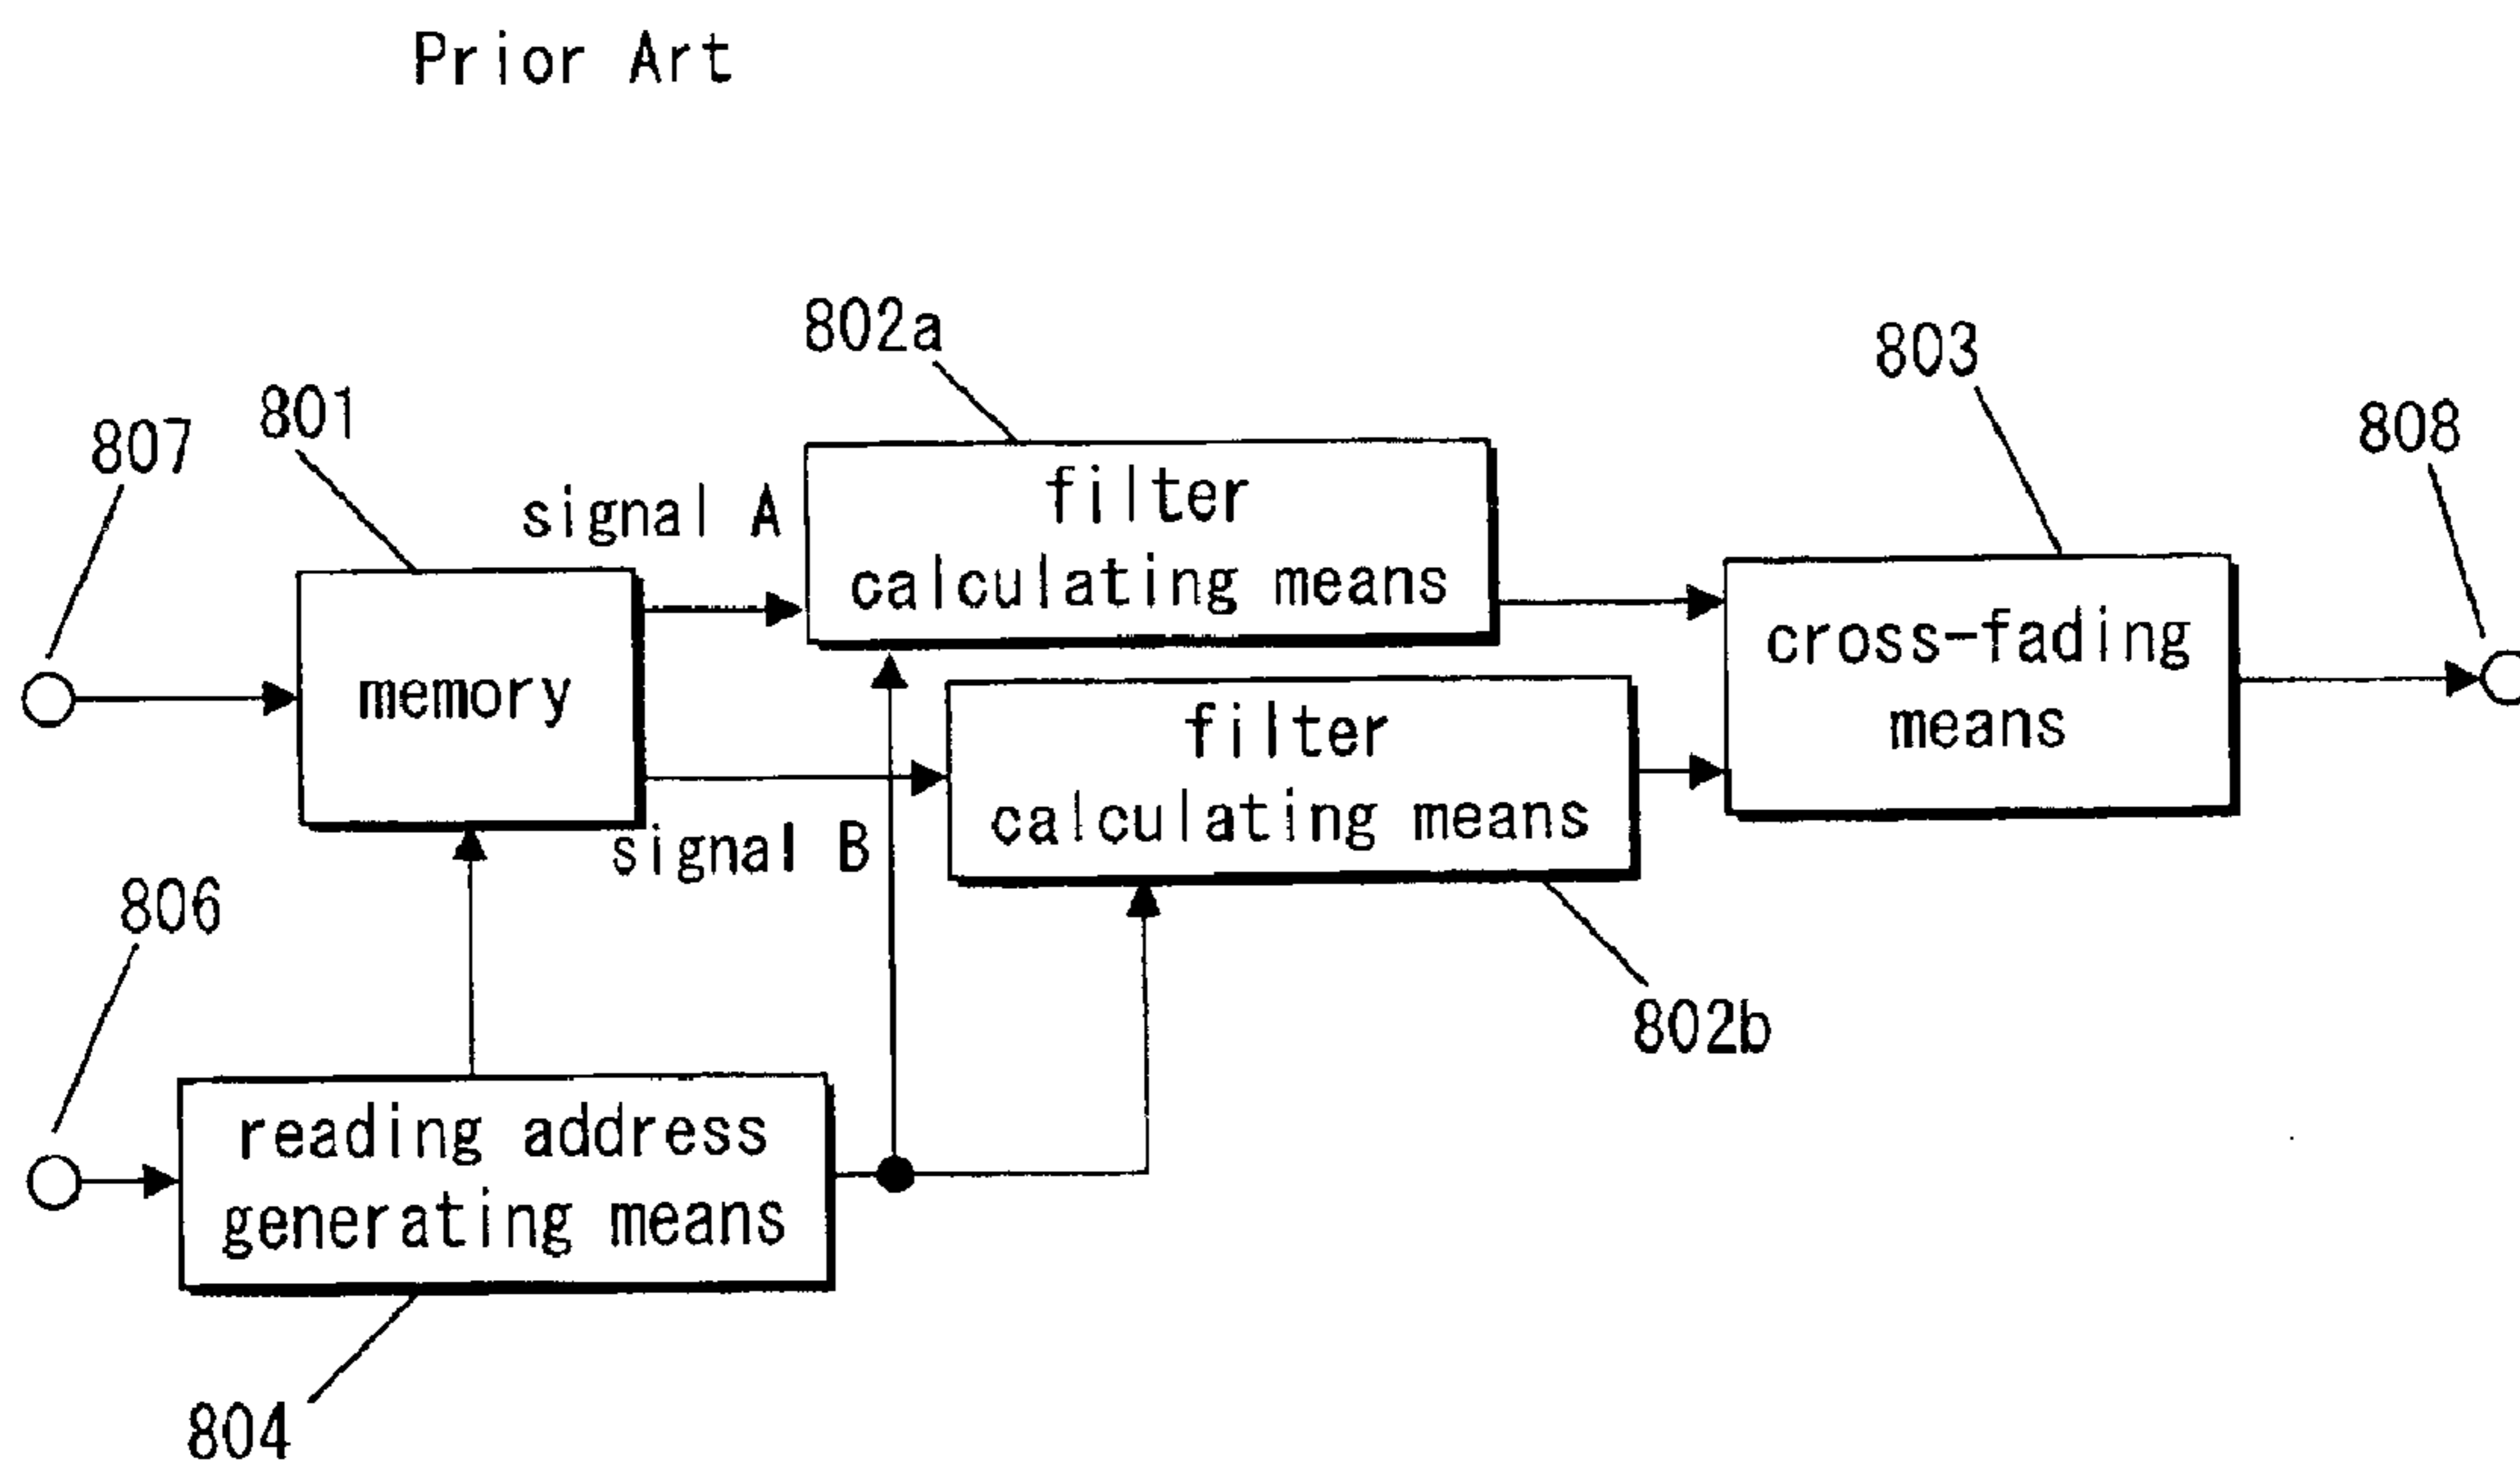 Prior Art
802a
803
801
808
807
signal A
filter
calculating means
cross-fading
means
memory
filter
calculating means
signal B
806
802b
reading address
generating means
804